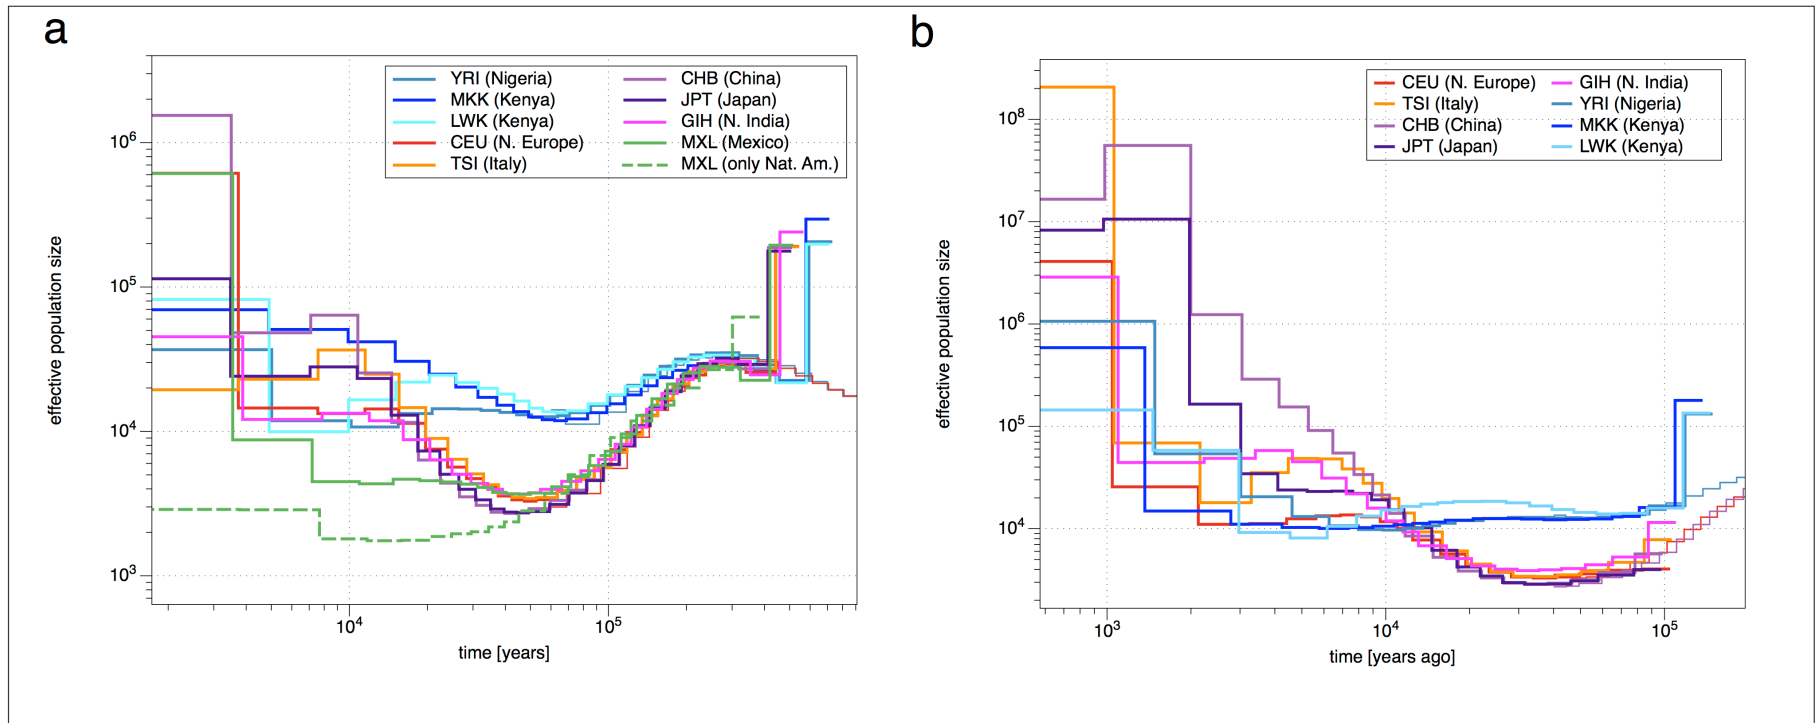 a
YRI (Nigeria)
MKK (Kenya)
LWK (Kenya)
CEU (N. Europe)
TSI (Italy)
CHB (China)
JPT (Japan)
GIH (N. India)
MXL (Mexico)
MXL (only Nat. Am.)
effective population size
10⁶
10⁵
10⁴
10³
10⁴
10⁵
time [years]
b
CEU (N. Europe)
TSI (Italy)
CHB (China)
JPT (Japan)
GIH (N. India)
YRI (Nigeria)
MKK (Kenya)
LWK (Kenya)
effective population size
10⁸
10⁷
10⁶
10⁵
10⁴
10³
10⁴
10⁵
time [years ago]